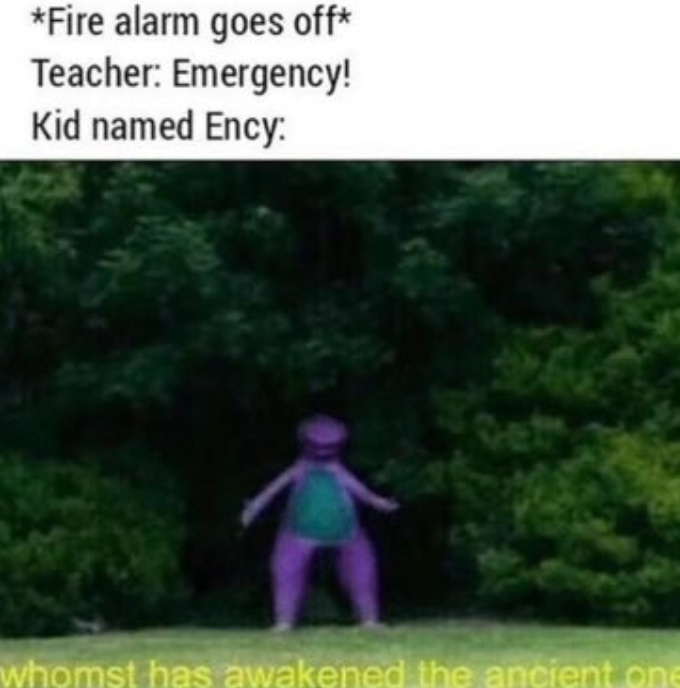 *Fire alarm goes off*
Teacher: Emergency!
Kid named Ency:
whomst has awakened the ancient one